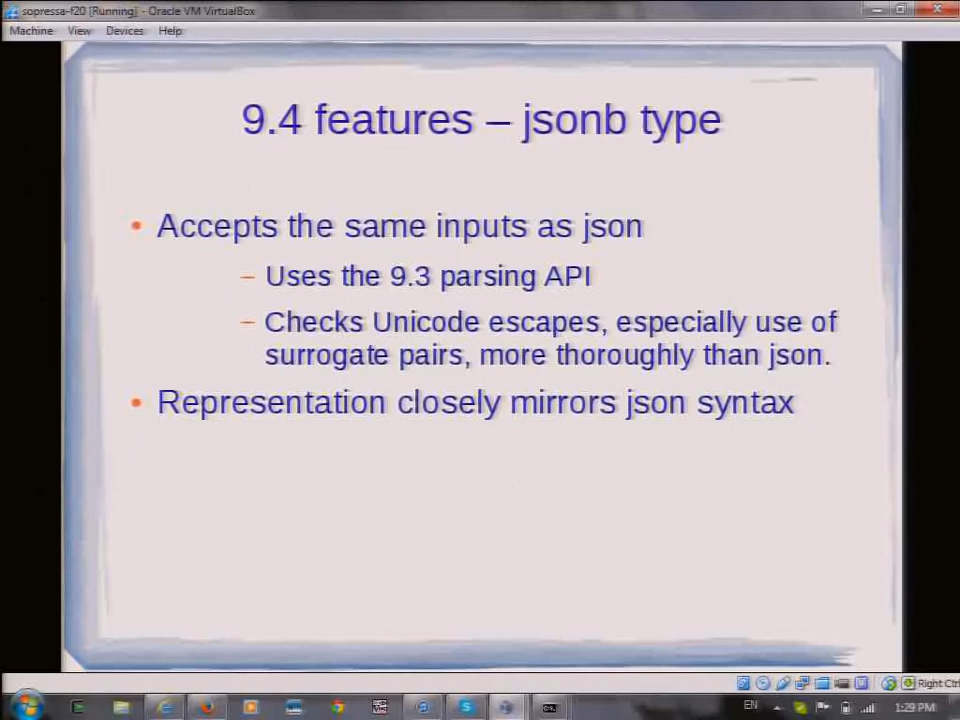 sopressa-f20 [Running] - Oracle VM VirtualBox
Machine View Devices Help
9.4 features – jsonb type
• Accepts the same inputs as json
– Uses the 9.3 parsing API
– Checks Unicode escapes, especially use of
surrogate pairs, more thoroughly than json.
• Representation closely mirrors json syntax
Right Ctrl
EN
1:29 PM